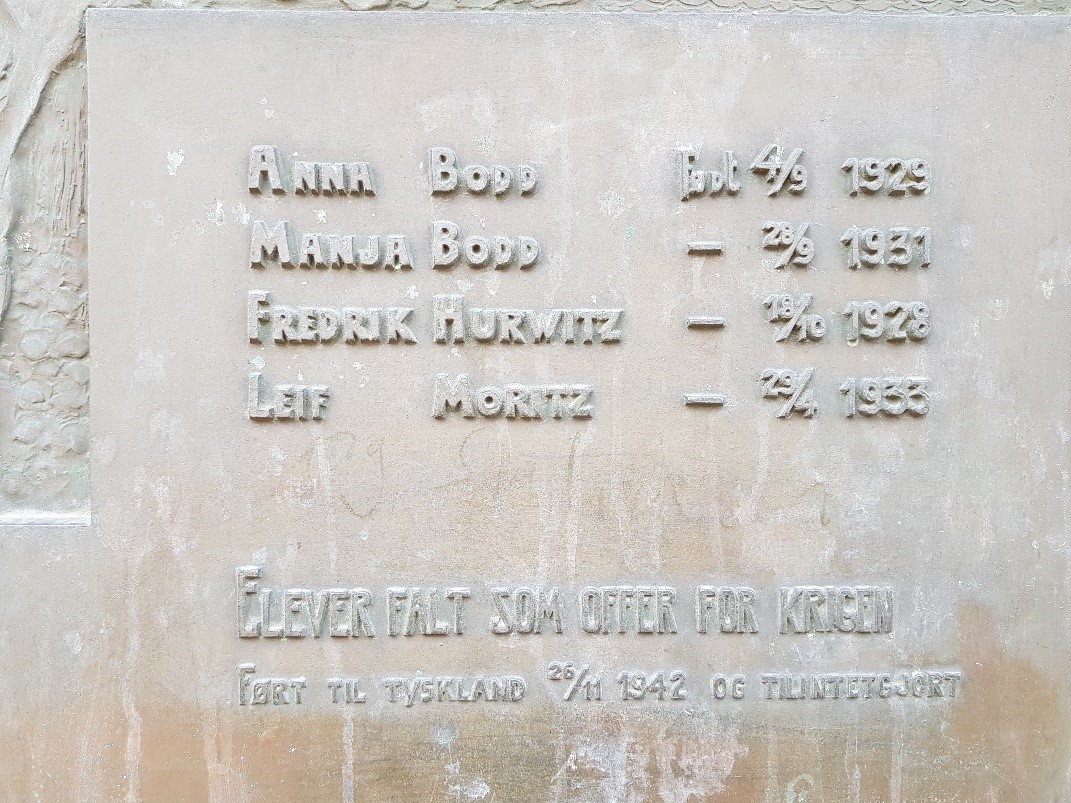 ANNA BODD Født 4/9 1929
MANJA BODD – 28/9 1931
FREDRIK HURWITZ – 18/10 1928
LEIF MORITZ – 29/4 1933
ELEVER FALT SOM OFFER FOR KRIGEN
FØRT TIL TYSKLAND 26/11 1942 OG TILINTETGJORT